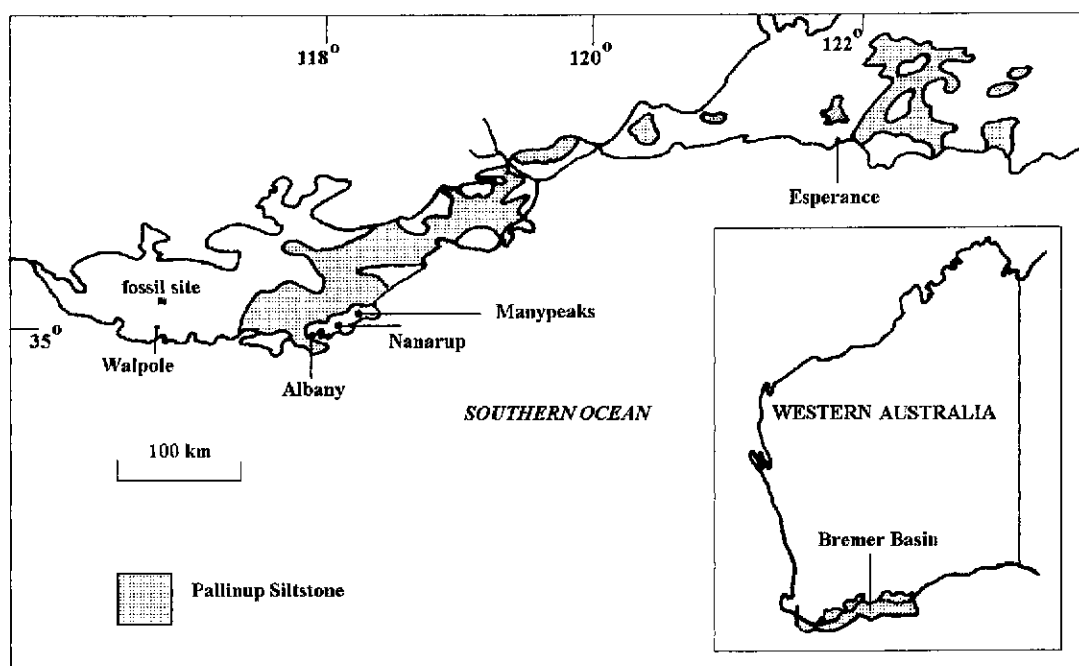 118°
120°
122°
Esperance
fossil site
Manypeaks
35°
Nanarup
Walpole
Albany
SOUTHERN OCEAN
WESTERN AUSTRALIA
100 km
Bremer Basin
Pallinup Siltstone